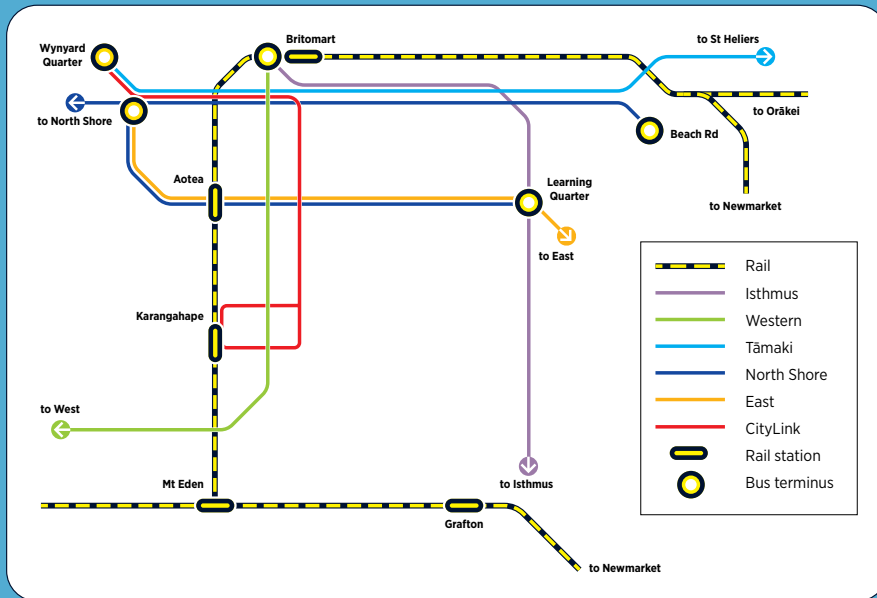 Wynyard
Quarter
Britomart
to St Heliers
to North Shore
to Orākei
Beach Rd
Aotea
Learning
Quarter
to Newmarket
to East
Karangahape
to West
Mt Eden
to Isthmus
Grafton
to Newmarket
Rail
Isthmus
Western
Tāmaki
North Shore
East
CityLink
Rail station
Bus terminus